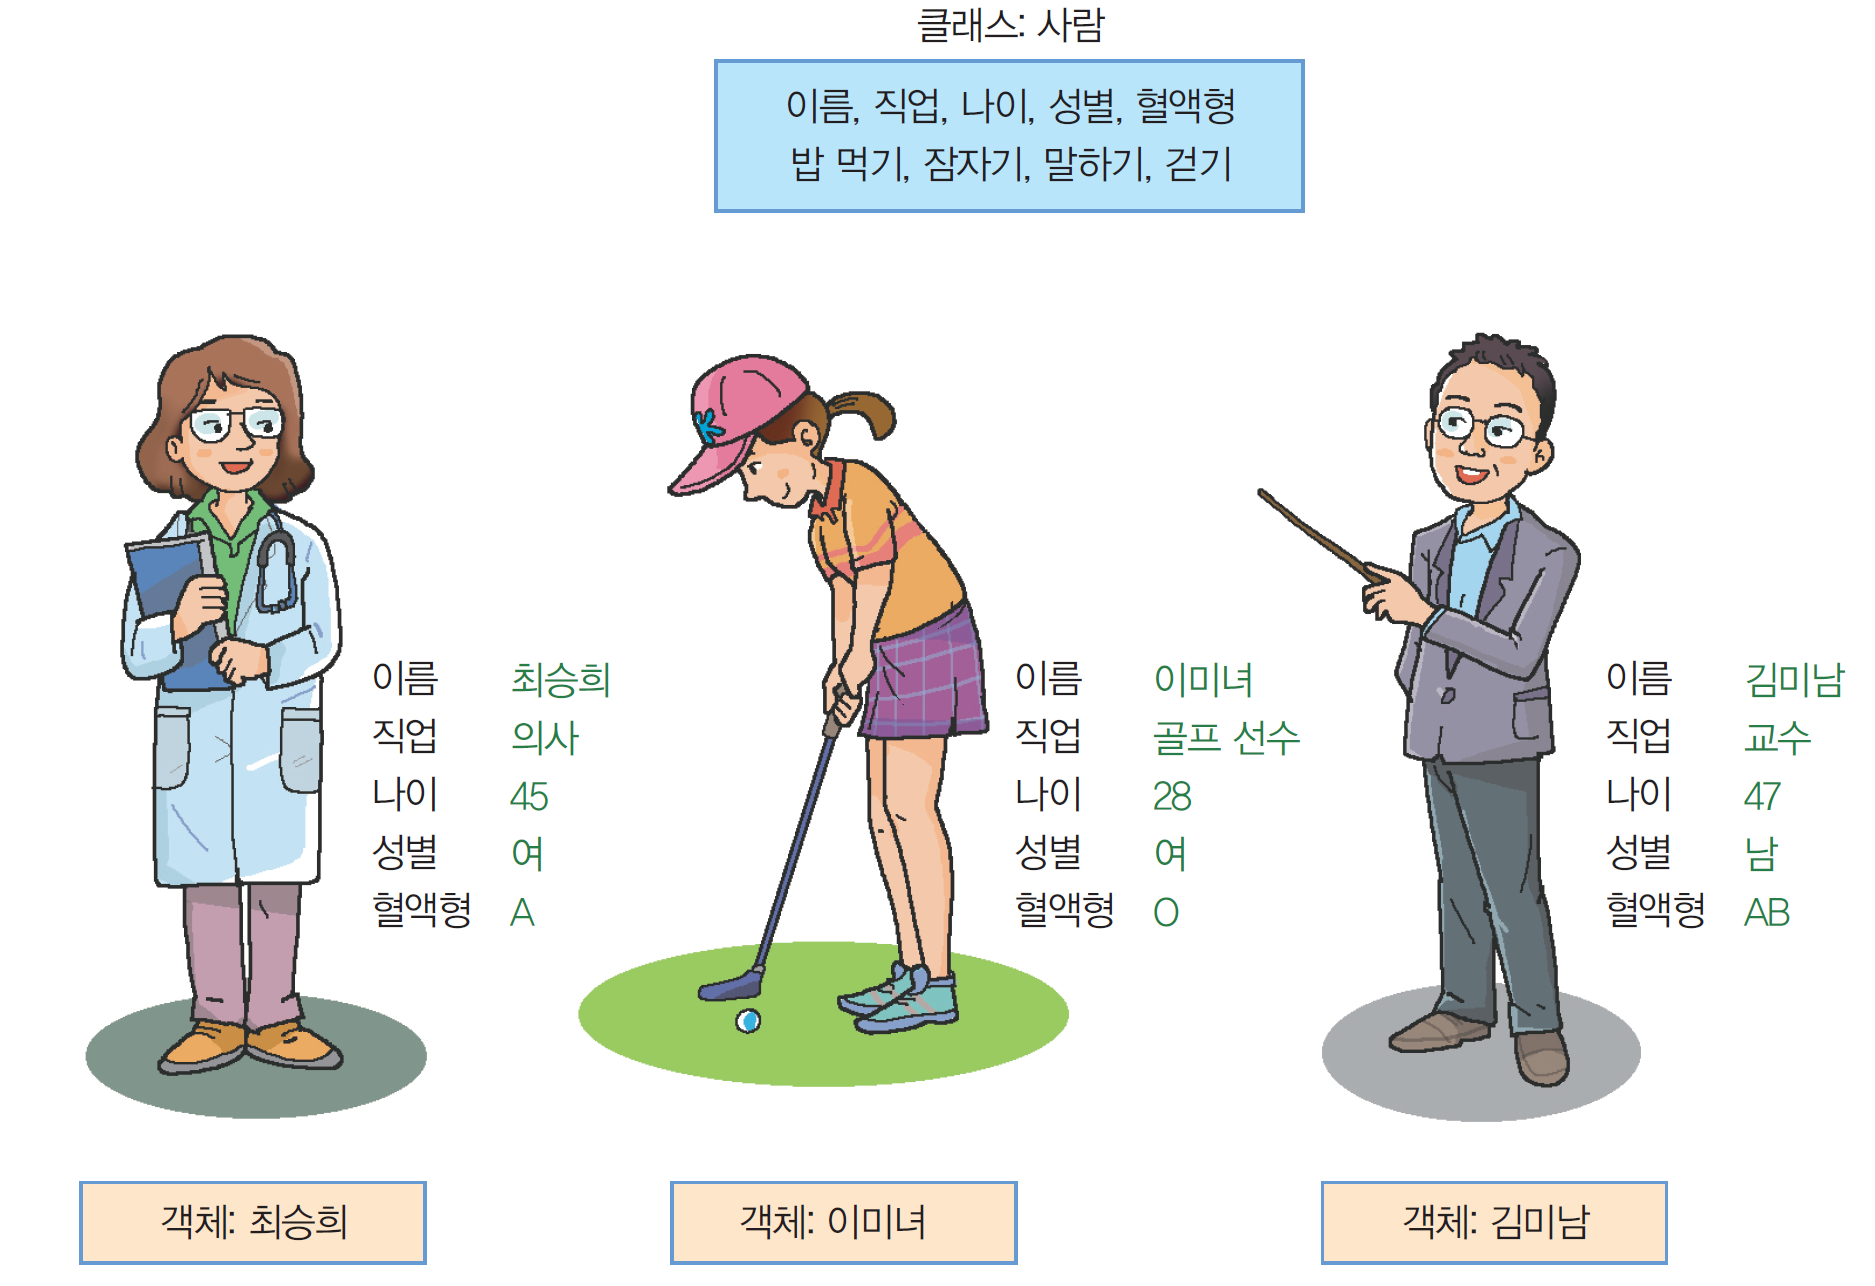 클래스: 사람
이름, 직업, 나이, 성별, 혈액형
밥 먹기, 잠자기, 말하기, 걷기
이름 최승희
직업 의사
나이 45
성별 여
혈액형 A
이름 이미녀
직업 골프 선수
나이 28
성별 여
혈액형 O
이름 김미남
직업 교수
나이 47
성별 남
혈액형 AB
객체: 최승희
객체: 이미녀
객체: 김미남